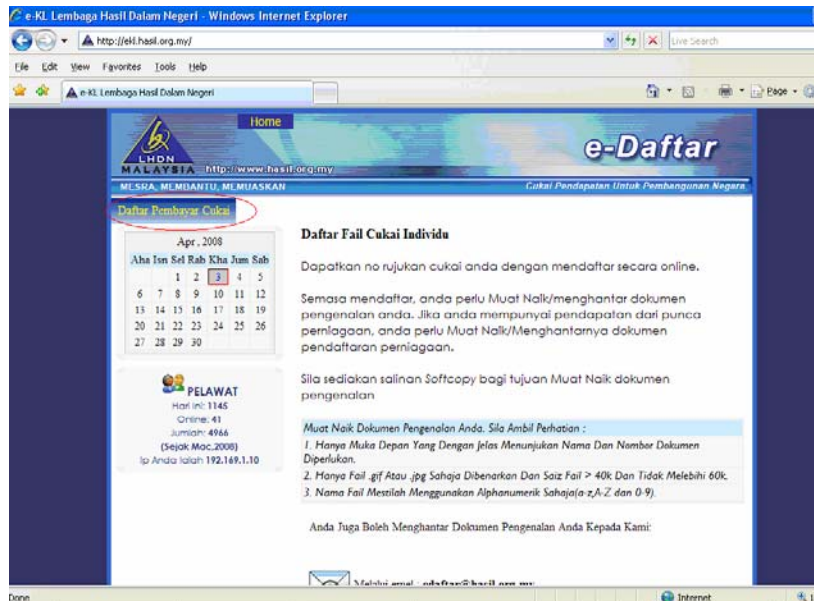 e-KL Lembaga Hasil Dalam Negeri - Windows Internet Explorer
http://ekl.hasil.org.my/
Live Search
File Edit View Favorites Tools Help
e-KL Lembaga Hasil Dalam Negeri
Page
Home
LHDN
MALAYSIA http://www.hasil.org.my
e-Daftar
MESRA, MEMBANTU, MEMUASKAN
Cukai Pendapatan Untuk Pembangunan Negara
Daftar Pembayar Cukai
Apr , 2008
Aha Isn Sel Rab Kha Jum Sab
1 2 3 4 5
6 7 8 9 10 11 12
13 14 15 16 17 18 19
20 21 22 23 24 25 26
27 28 29 30
PELAWAT
Hari ini: 1145
Online: 41
Jumlah: 4966
(Sejak Mac,2008)
Ip Anda Ialah 192.169.1.10
Daftar Fail Cukai Individu
Dapatkan no rujukan cukai anda dengan mendaftar secara online.
Semasa mendaftar, anda perlu Muat Naik/menghantar dokumen
pengenalan anda. Jika anda mempunyai pendapatan dari punca
perniagaan, anda perlu Muat Naik/Menghantarnya dokumen
pendaftaran perniagaan.
Sila sediakan salinan Softcopy bagi tujuan Muat Naik dokumen
pengenalan
Muat Naik Dokumen Pengenalan Anda. Sila Ambil Perhatian :
1. Hanya Muka Depan Yang Dengan Jelas Menunjukan Nama Dan Nombor Dokumen
Diperlukan.
2. Hanya Fail .gif Atau .jpg Sahaja Dibenarkan Dan Saiz Fail > 40k Dan Tidak Melebihi 60k.
3. Nama Fail Mestilah Menggunakan Alphanumerik Sahaja(a-z,A-Z dan 0-9).
Anda Juga Boleh Menghantar Dokumen Pengenalan Anda Kepada Kami:
Melalui emel : edaftar@hasil.org.my
Done
Internet